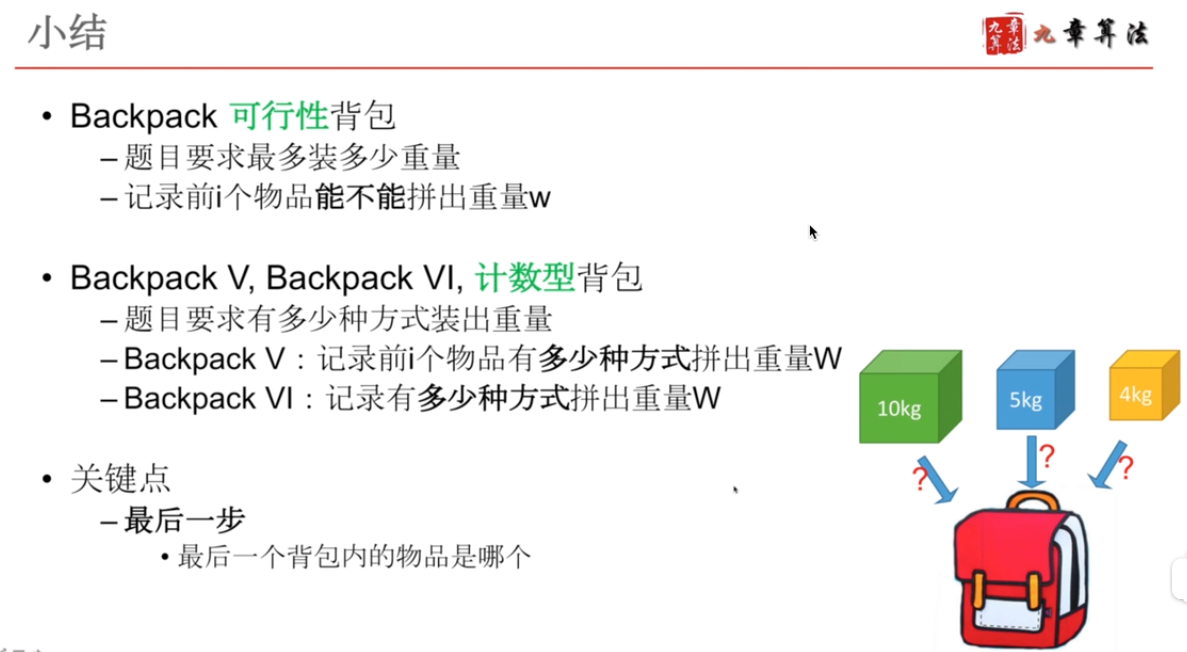 小结
九章算法
九章算法
• Backpack 可行性背包
– 题目要求最多装多少重量
– 记录前i个物品能不能拼出重量w
• Backpack V, Backpack VI, 计数型背包
– 题目要求有多少种方式装出重量
– Backpack V：记录前i个物品有多少种方式拼出重量W
– Backpack VI：记录有多少种方式拼出重量W
• 关键点
– 最后一步
• 最后一个背包内的物品是哪个
10kg
5kg
4kg
?
?
?